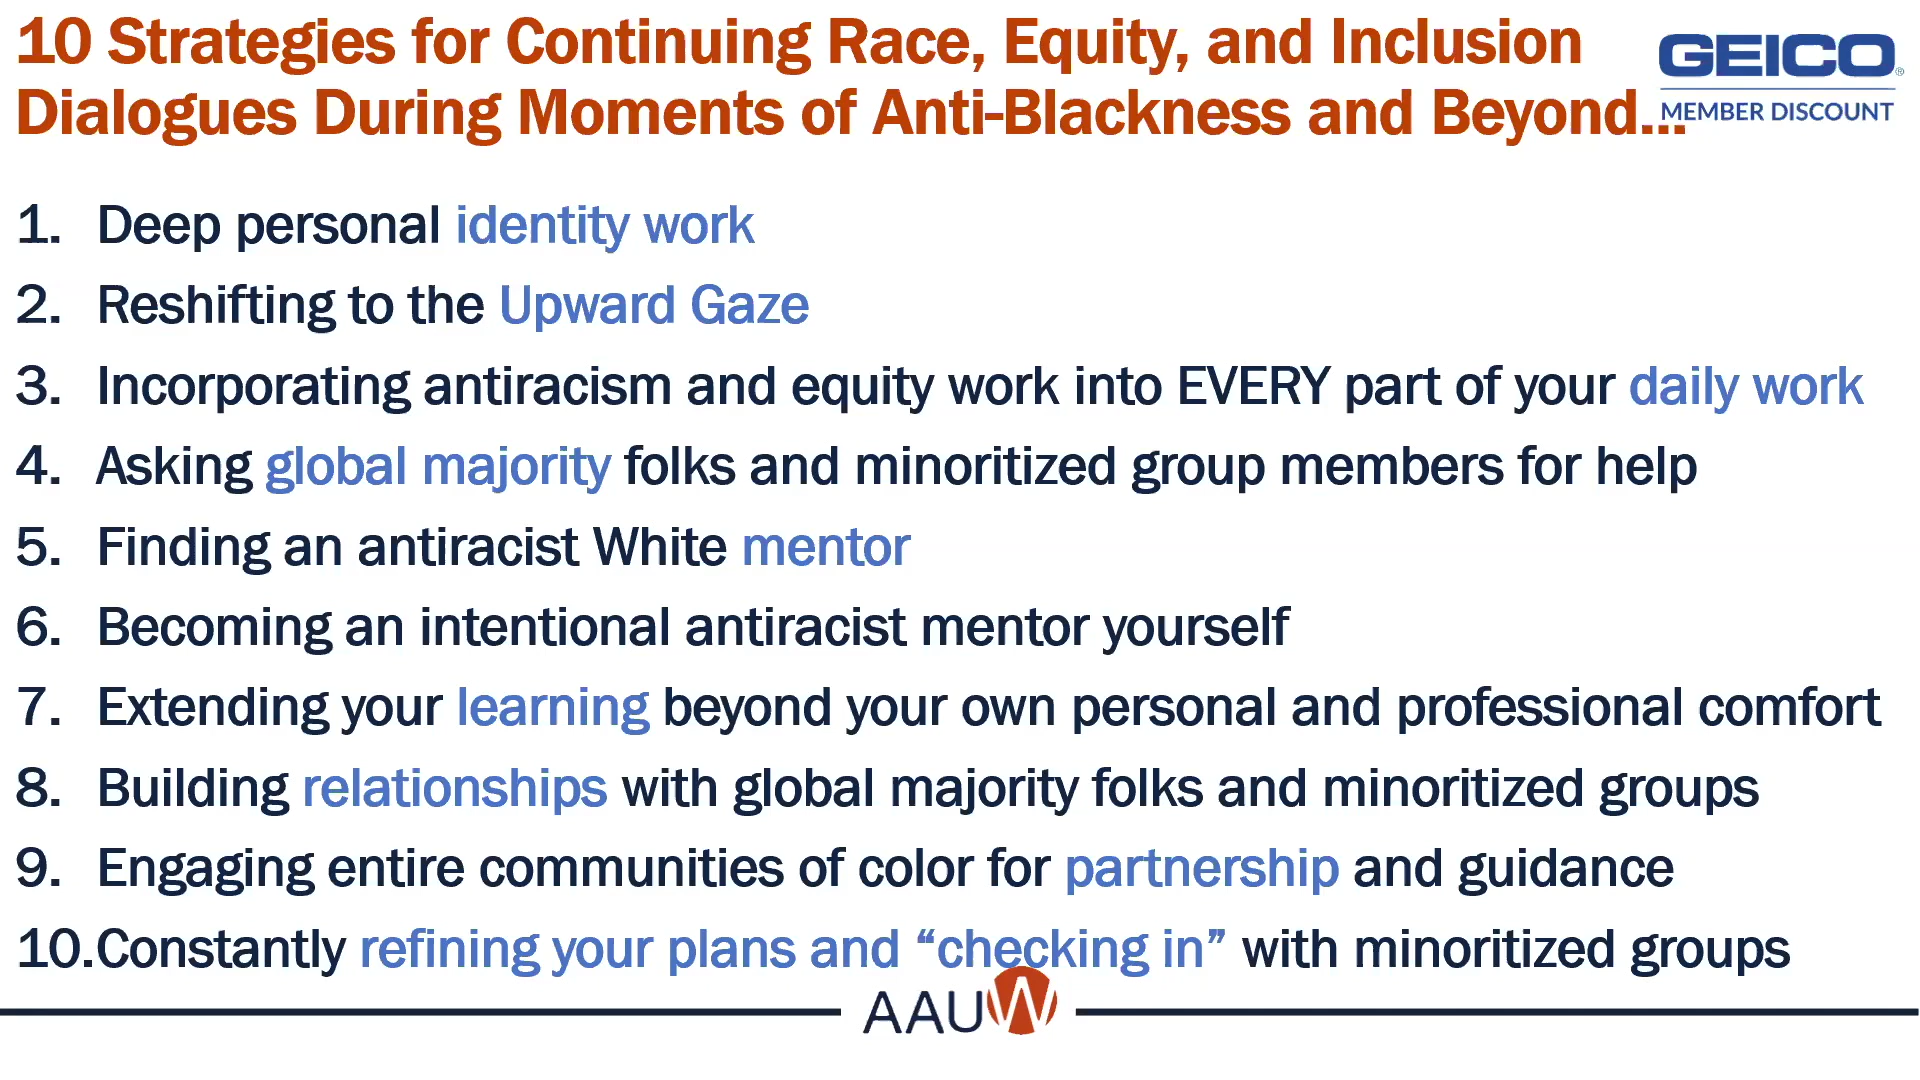 10 Strategies for Continuing Race, Equity, and Inclusion
Dialogues During Moments of Anti-Blackness and Beyond...
GEICO®
MEMBER DISCOUNT
1. Deep personal identity work
2. Reshifting to the Upward Gaze
3. Incorporating antiracism and equity work into EVERY part of your daily work
4. Asking global majority folks and minoritized group members for help
5. Finding an antiracist White mentor
6. Becoming an intentional antiracist mentor yourself
7. Extending your learning beyond your own personal and professional comfort
8. Building relationships with global majority folks and minoritized groups
9. Engaging entire communities of color for partnership and guidance
10.Constantly refining your plans and “checking in” with minoritized groups
AAUW